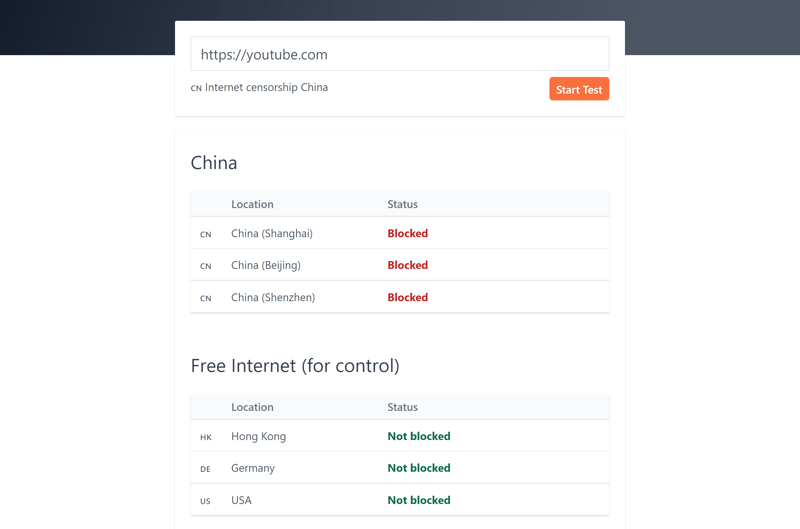 https://youtube.com
CN Internet censorship China
Start Test
China
Location Status
CN China (Shanghai) Blocked
CN China (Beijing) Blocked
CN China (Shenzhen) Blocked
Free Internet (for control)
Location Status
HK Hong Kong Not blocked
DE Germany Not blocked
US USA Not blocked